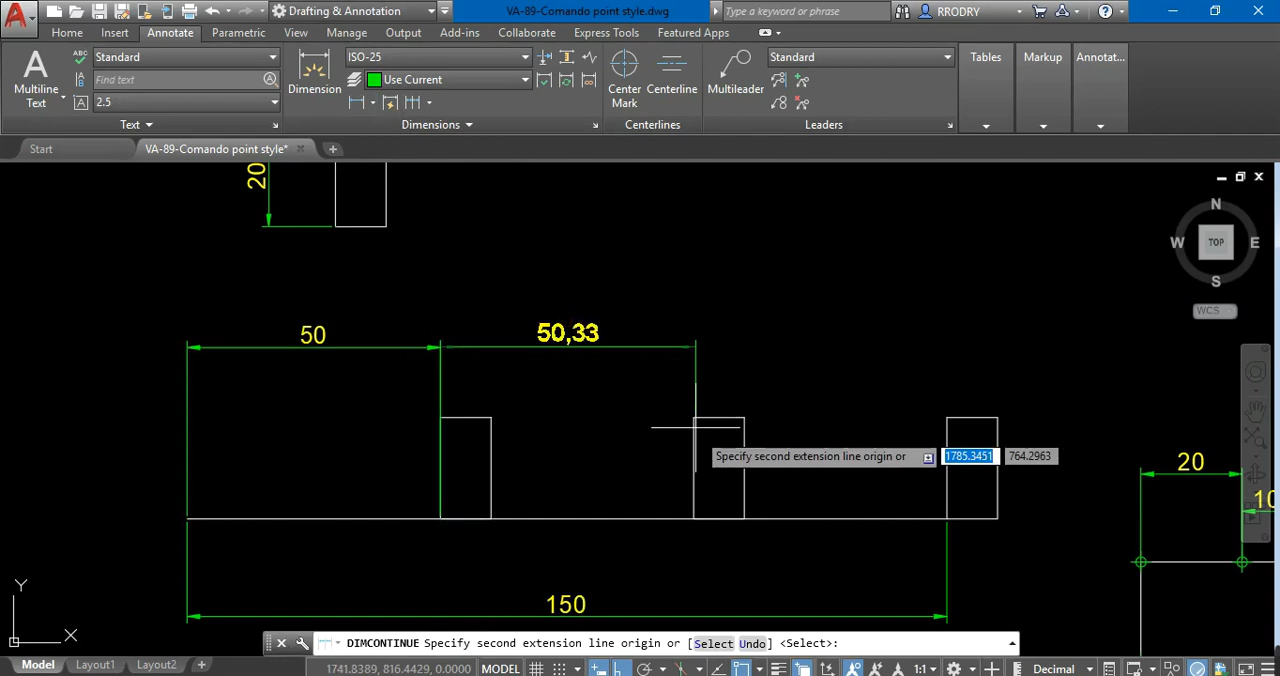 Drafting & Annotation
VA-89-Comando point style.dwg
Type a keyword or phrase
RRODRY
Home Insert Annotate Parametric View Manage Output Add-ins Collaborate Express Tools Featured Apps
Multiline
Text
ABC Standard
Find text
2.5
Text
Dimension
ISO-25
Use Current
Dimensions
Center
Mark
Centerline
Centerlines
Multileader
Standard
Leaders
Tables
Markup
Annotat...
Start
VA-89-Comando point style*
20
N
W TOP E
S
WCS
50
50,33
Specify second extension line origin or 1785.3451 764.2963
20
10
150
Y
X
DIMCONTINUE Specify second extension line origin or [Select Undo] <Select>:
Model Layout1 Layout2
1741.8389, 816.4429, 0.0000 MODEL 1:1 Decimal